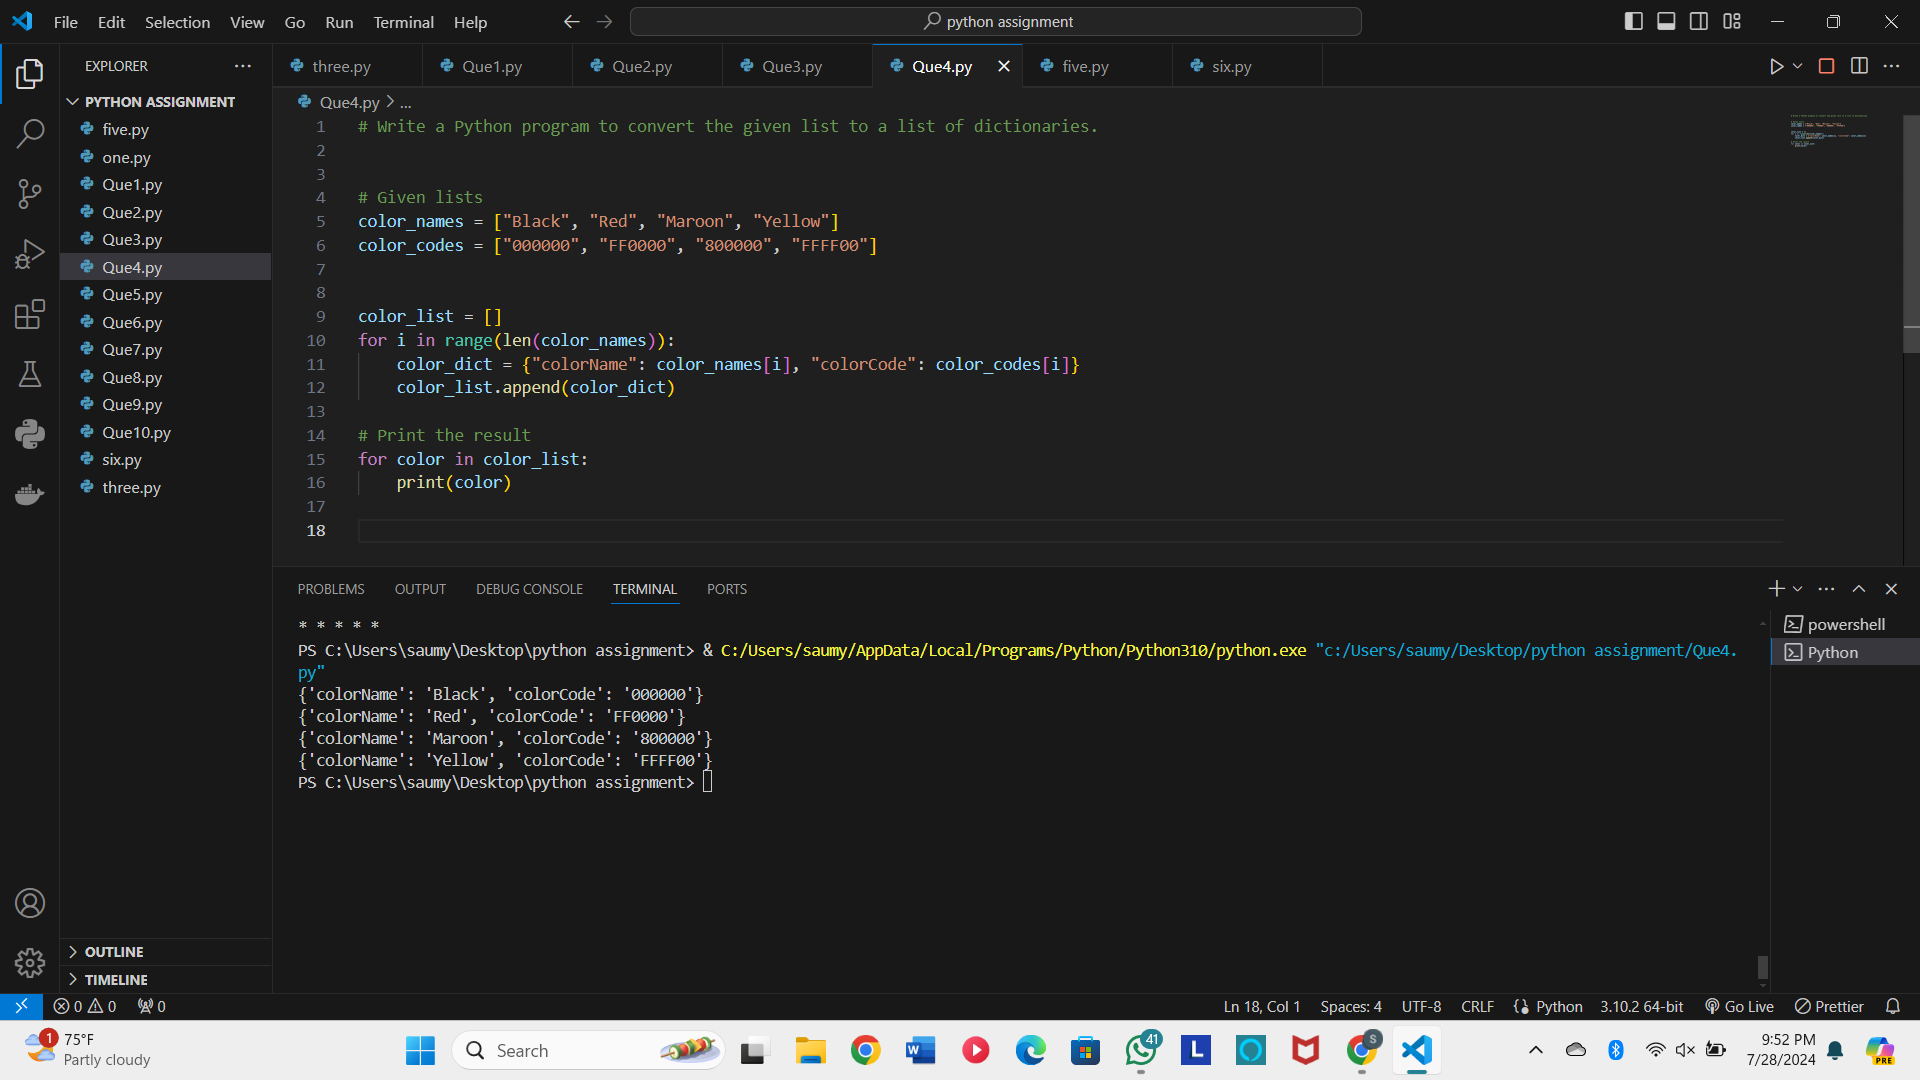 File Edit Selection View Go Run Terminal Help
python assignment
EXPLORER
PYTHON ASSIGNMENT
five.py
one.py
Que1.py
Que2.py
Que3.py
Que4.py
Que5.py
Que6.py
Que7.py
Que8.py
Que9.py
Que10.py
six.py
three.py
OUTLINE
TIMELINE
three.py Que1.py Que2.py Que3.py Que4.py five.py six.py
Que4.py > ...
1 # Write a Python program to convert the given list to a list of dictionaries.
2
3
4 # Given lists
5 color_names = ["Black", "Red", "Maroon", "Yellow"]
6 color_codes = ["000000", "FF0000", "800000", "FFFF00"]
7
8
9 color_list = []
10 for i in range(len(color_names)):
11     color_dict = {"colorName": color_names[i], "colorCode": color_codes[i]}
12     color_list.append(color_dict)
13
14 # Print the result
15 for color in color_list:
16     print(color)
17
18
PROBLEMS OUTPUT DEBUG CONSOLE TERMINAL PORTS
* * * * *
PS C:\Users\saumy\Desktop\python assignment> & C:/Users/saumy/AppData/Local/Programs/Python/Python310/python.exe "c:/Users/saumy/Desktop/python assignment/Que4.
py"
{'colorName': 'Black', 'colorCode': '000000'}
{'colorName': 'Red', 'colorCode': 'FF0000'}
{'colorName': 'Maroon', 'colorCode': '800000'}
{'colorName': 'Yellow', 'colorCode': 'FFFF00'}
PS C:\Users\saumy\Desktop\python assignment>
powershell
Python
0 0 0
Ln 18, Col 1 Spaces: 4 UTF-8 CRLF Python 3.10.2 64-bit Go Live Prettier
1
75°F
Partly cloudy
Search
41
L
S
9:52 PM
7/28/2024
PRE